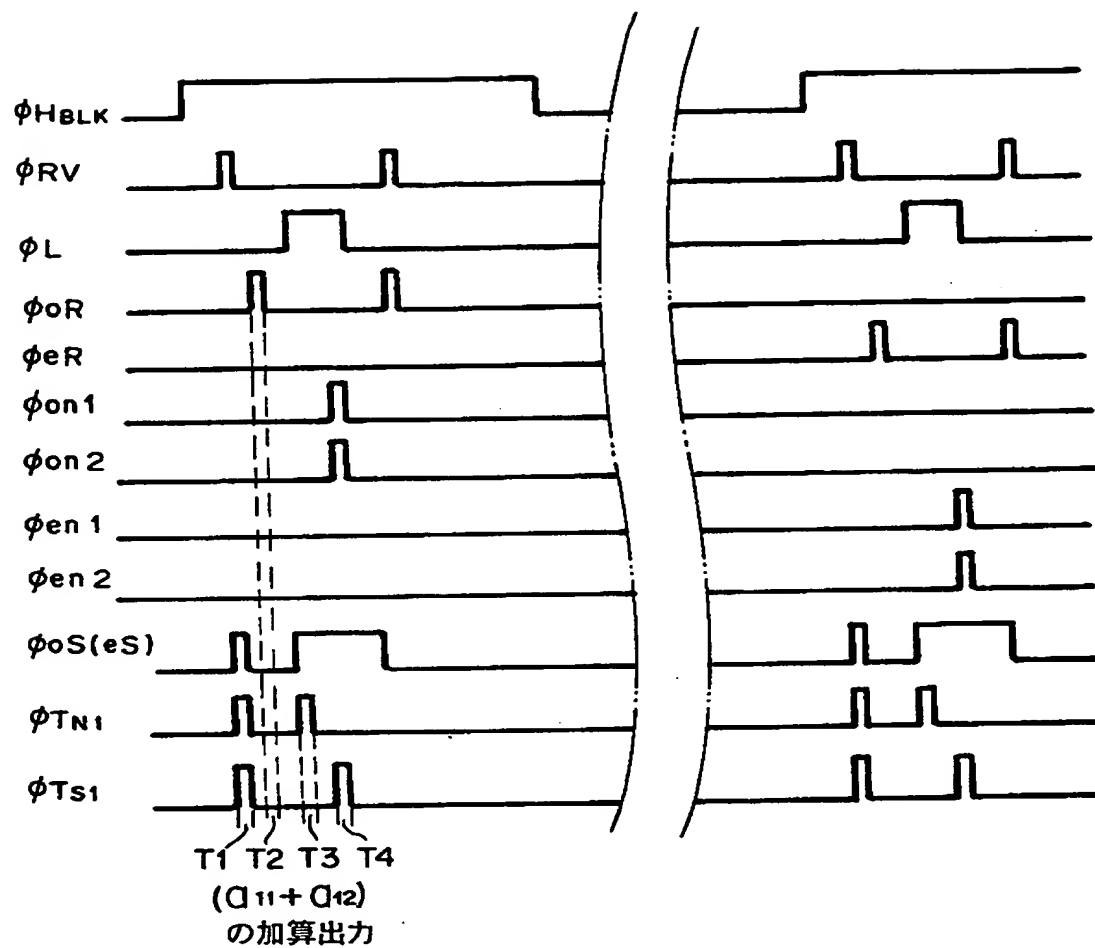 φHBLK
φRV
φL
φoR
φeR
φon1
φon2
φen1
φen2
φoS(eS)
φTN1
φTS1
T1 T2 T3 T4
(a11+a12)
の加算出力